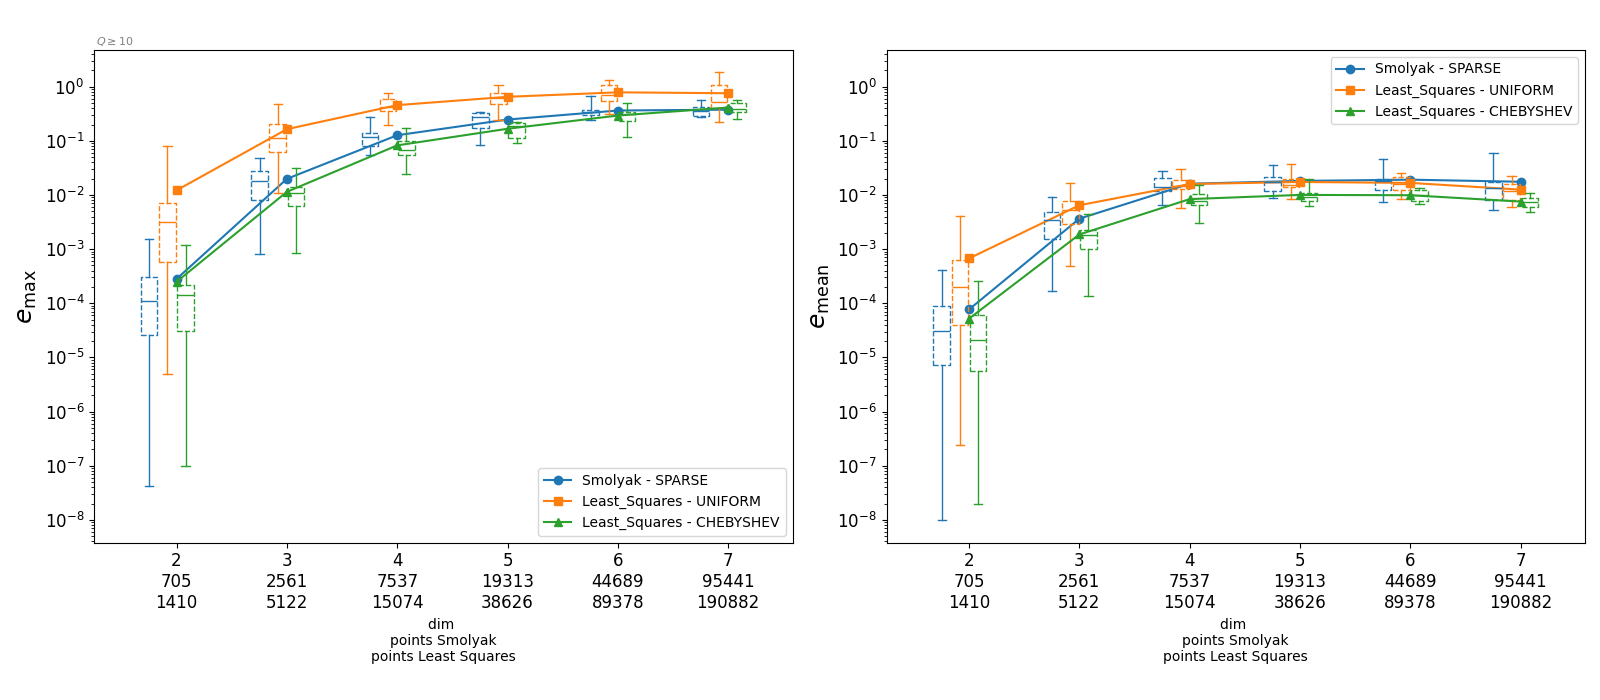 Q ≥ 10
10⁰
10⁻¹
10⁻²
10⁻³
10⁻⁴
10⁻⁵
10⁻⁶
10⁻⁷
10⁻⁸
e_max
Smolyak - SPARSE
Least_Squares - UNIFORM
Least_Squares - CHEBYSHEV
2 3 4 5 6 7
705 2561 7537 19313 44689 95441
1410 5122 15074 38626 89378 190882
dim
points Smolyak
points Least Squares
10⁰
10⁻¹
10⁻²
10⁻³
10⁻⁴
10⁻⁵
10⁻⁶
10⁻⁷
10⁻⁸
e_mean
Smolyak - SPARSE
Least_Squares - UNIFORM
Least_Squares - CHEBYSHEV
2 3 4 5 6 7
705 2561 7537 19313 44689 95441
1410 5122 15074 38626 89378 190882
dim
points Smolyak
points Least Squares